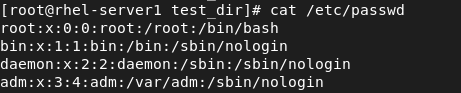 [root@rhel-server1 test_dir]# cat /etc/passwd
root:x:0:0:root:/root:/bin/bash
bin:x:1:1:bin:/bin:/sbin/nologin
daemon:x:2:2:daemon:/sbin:/sbin/nologin
adm:x:3:4:adm:/var/adm:/sbin/nologin